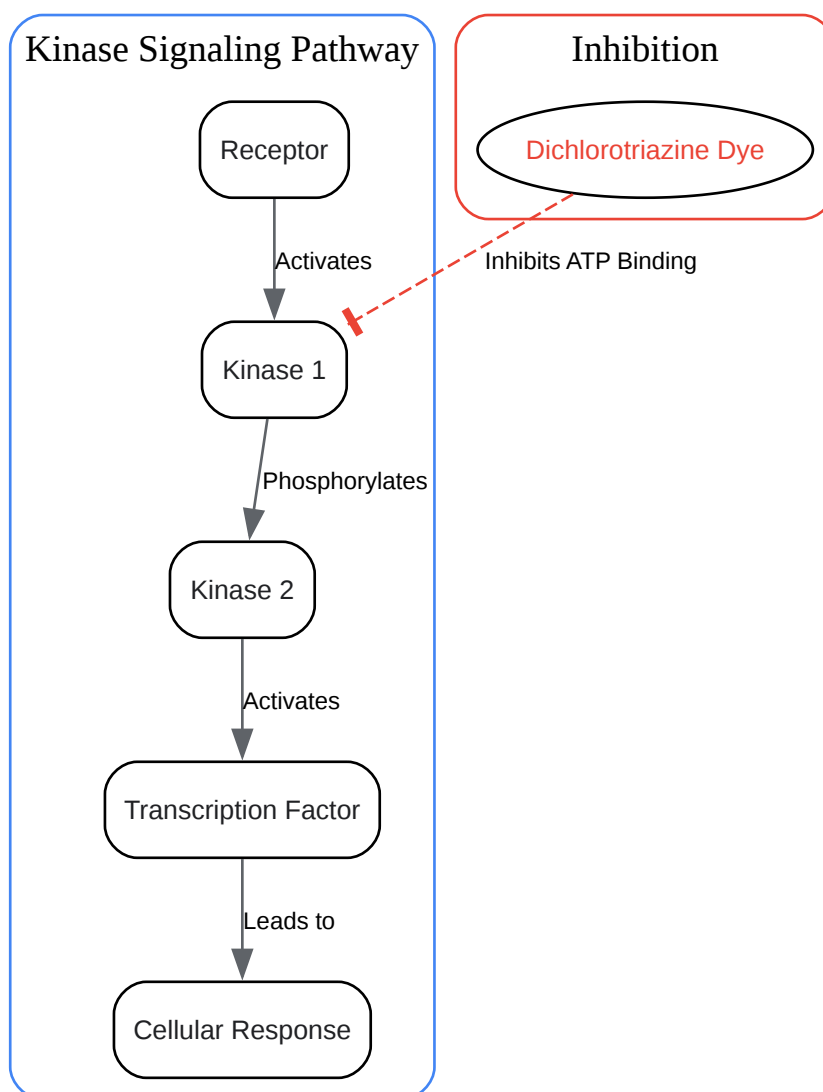 Kinase Signaling Pathway
Inhibition
Receptor
Dichlorotriazine Dye
Activates
Inhibits ATP Binding
Kinase 1
Phosphorylates
Kinase 2
Activates
Transcription Factor
Leads to
Cellular Response